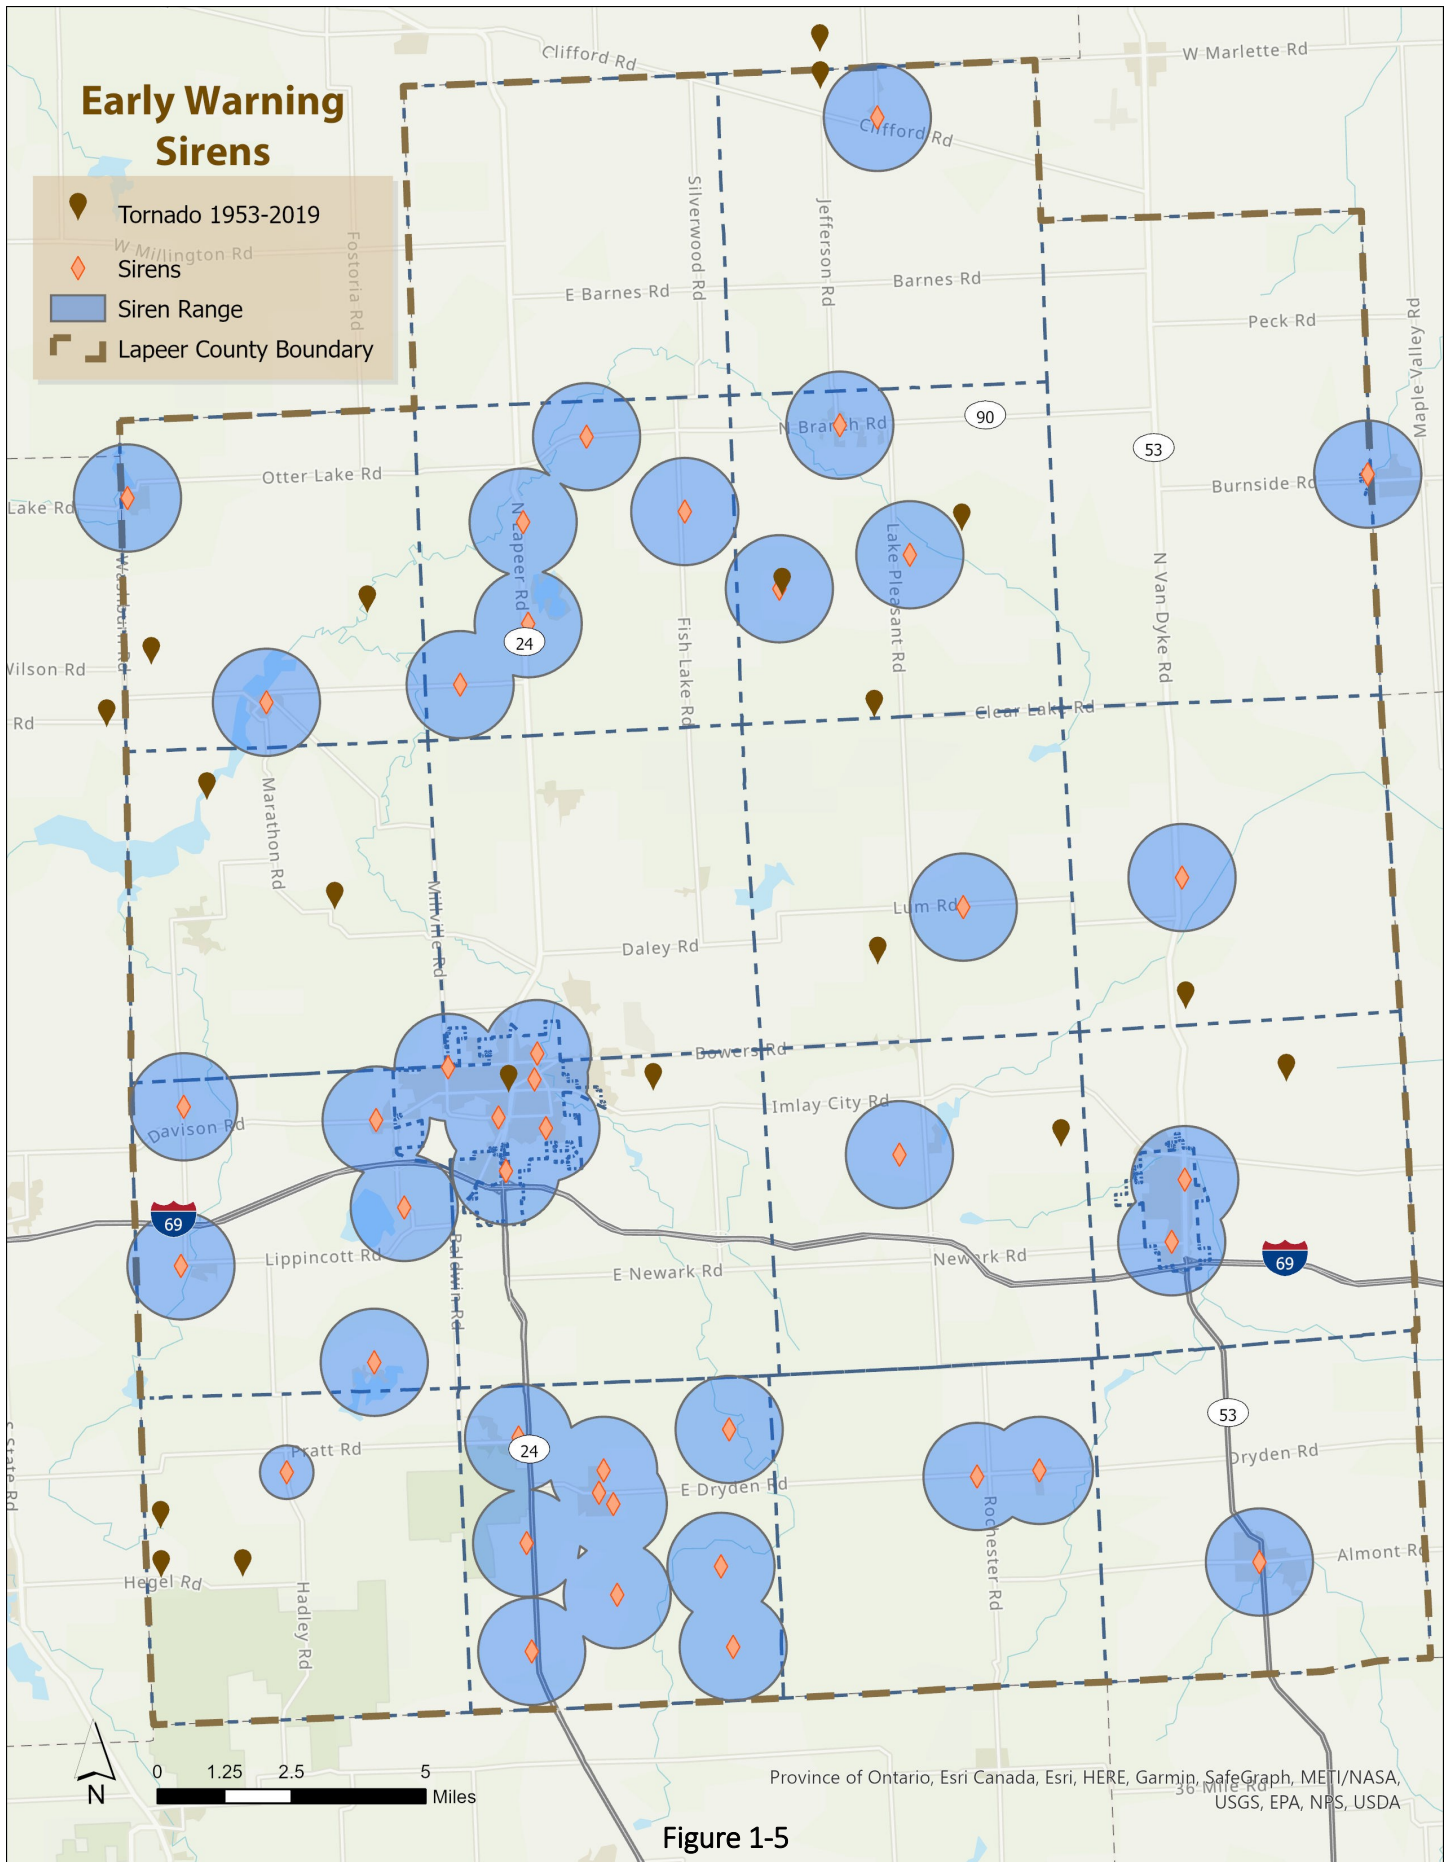 Clifford Rd
W Marlette Rd
Early Warning
Sirens
Clifford Rd
Tornado 1953-2019
W Millington Rd
Fostoria Rd
Silverwood Rd
Jefferson Rd
Sirens
Siren Range
Lapeer County Boundary
E Barnes Rd
Barnes Rd
Peck Rd
Maple Valley Rd
N Branch Rd
90
53
Otter Lake Rd
Lake Rd
Burnside Rd
N Lapeer Rd
Lake Pleasant Rd
N Van Dyke Rd
Washburn Rd
Fish Lake Rd
24
Wilson Rd
Rd
Clear Lake Rd
Marathon Rd
Millville Rd
Lum Rd
Daley Rd
Bowers Rd
Imlay City Rd
Davison Rd
69
Lippincott Rd
Baldwin Rd
E Newark Rd
Newark Rd
69
53
24
Pratt Rd
S State Rd
E Dryden Rd
Dryden Rd
Rochester Rd
Almont Rd
Hegel Rd
Hadley Rd
N
0 1.25 2.5 5
Miles
36 Mile Rd
Province of Ontario, Esri Canada, Esri, HERE, Garmin, SafeGraph, METI/NASA,
USGS, EPA, NPS, USDA
Figure 1-5